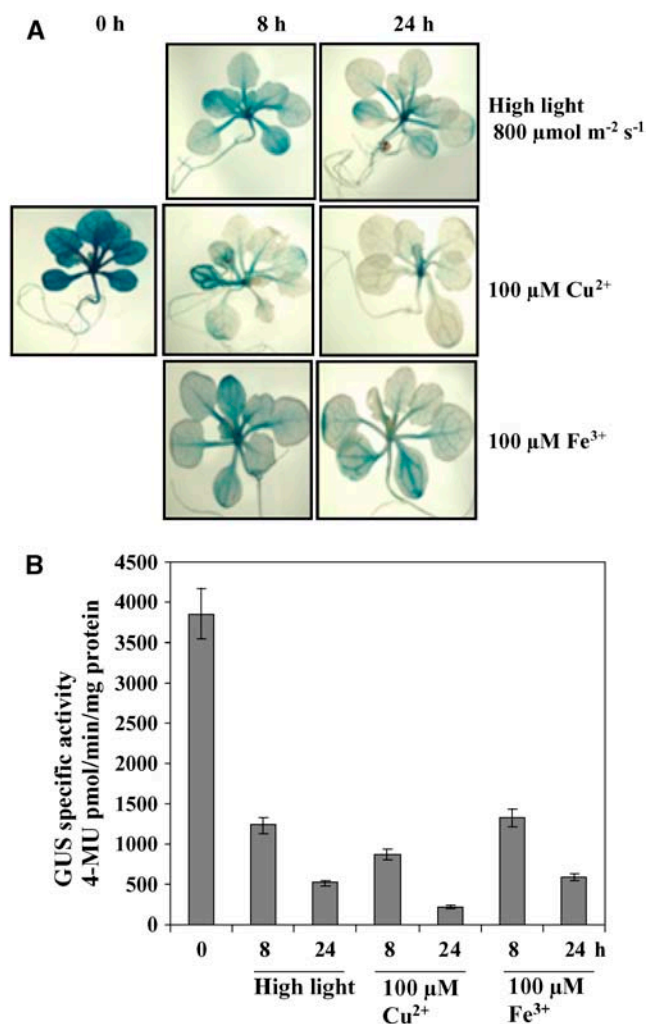 A
0 h 8 h 24 h
High light
800 µmol m⁻² s⁻¹
100 µM Cu²⁺
100 µM Fe³⁺
B
GUS specific activity
4-MU pmol/min/mg protein
4500
4000
3500
3000
2500
2000
1500
1000
500
0
0 8 24 8 24 8 24 h
High light 100 µM 100 µM
Cu²⁺ Fe³⁺